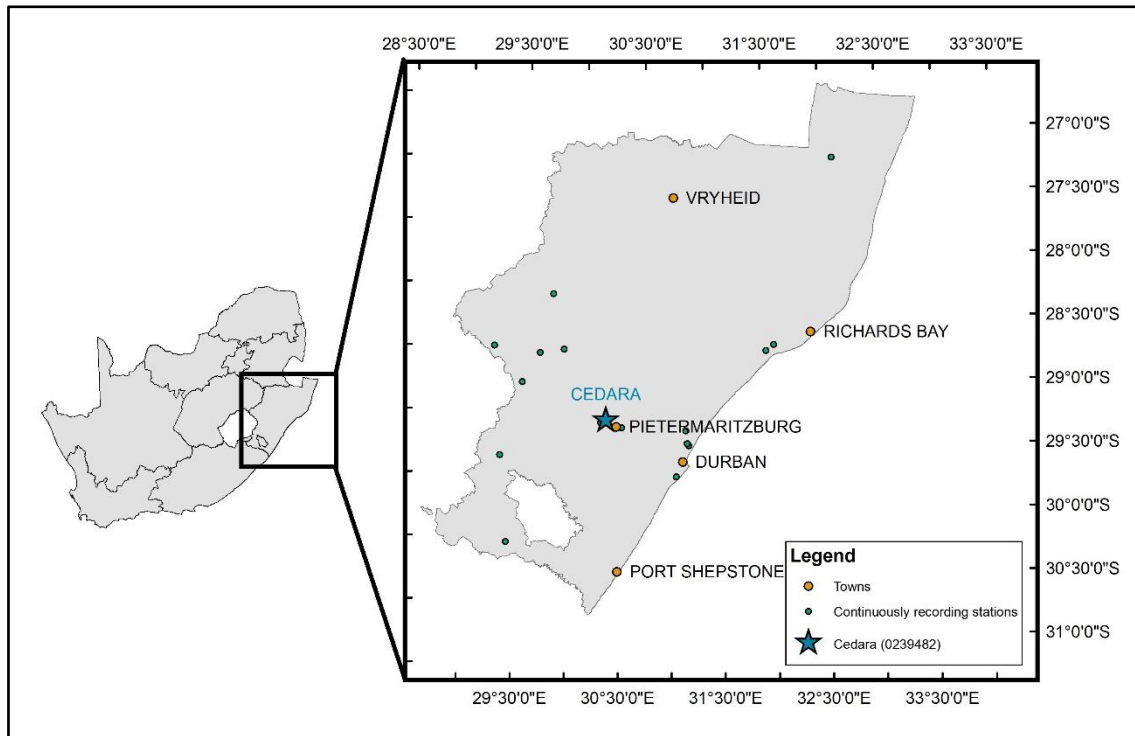 28°30'0"E 29°30'0"E 30°30'0"E 31°30'0"E 32°30'0"E 33°30'0"E
27°0'0"S
27°30'0"S
VRYHEID
28°0'0"S
28°30'0"S
RICHARDS BAY
29°0'0"S
CEDARA
PIETERMARITZBURG
29°30'0"S
DURBAN
30°0'0"S
Legend
30°30'0"S
PORT SHEPSTONE
Towns
Continuously recording stations
31°0'0"S
Cedara (0239482)
29°30'0"E 30°30'0"E 31°30'0"E 32°30'0"E 33°30'0"E